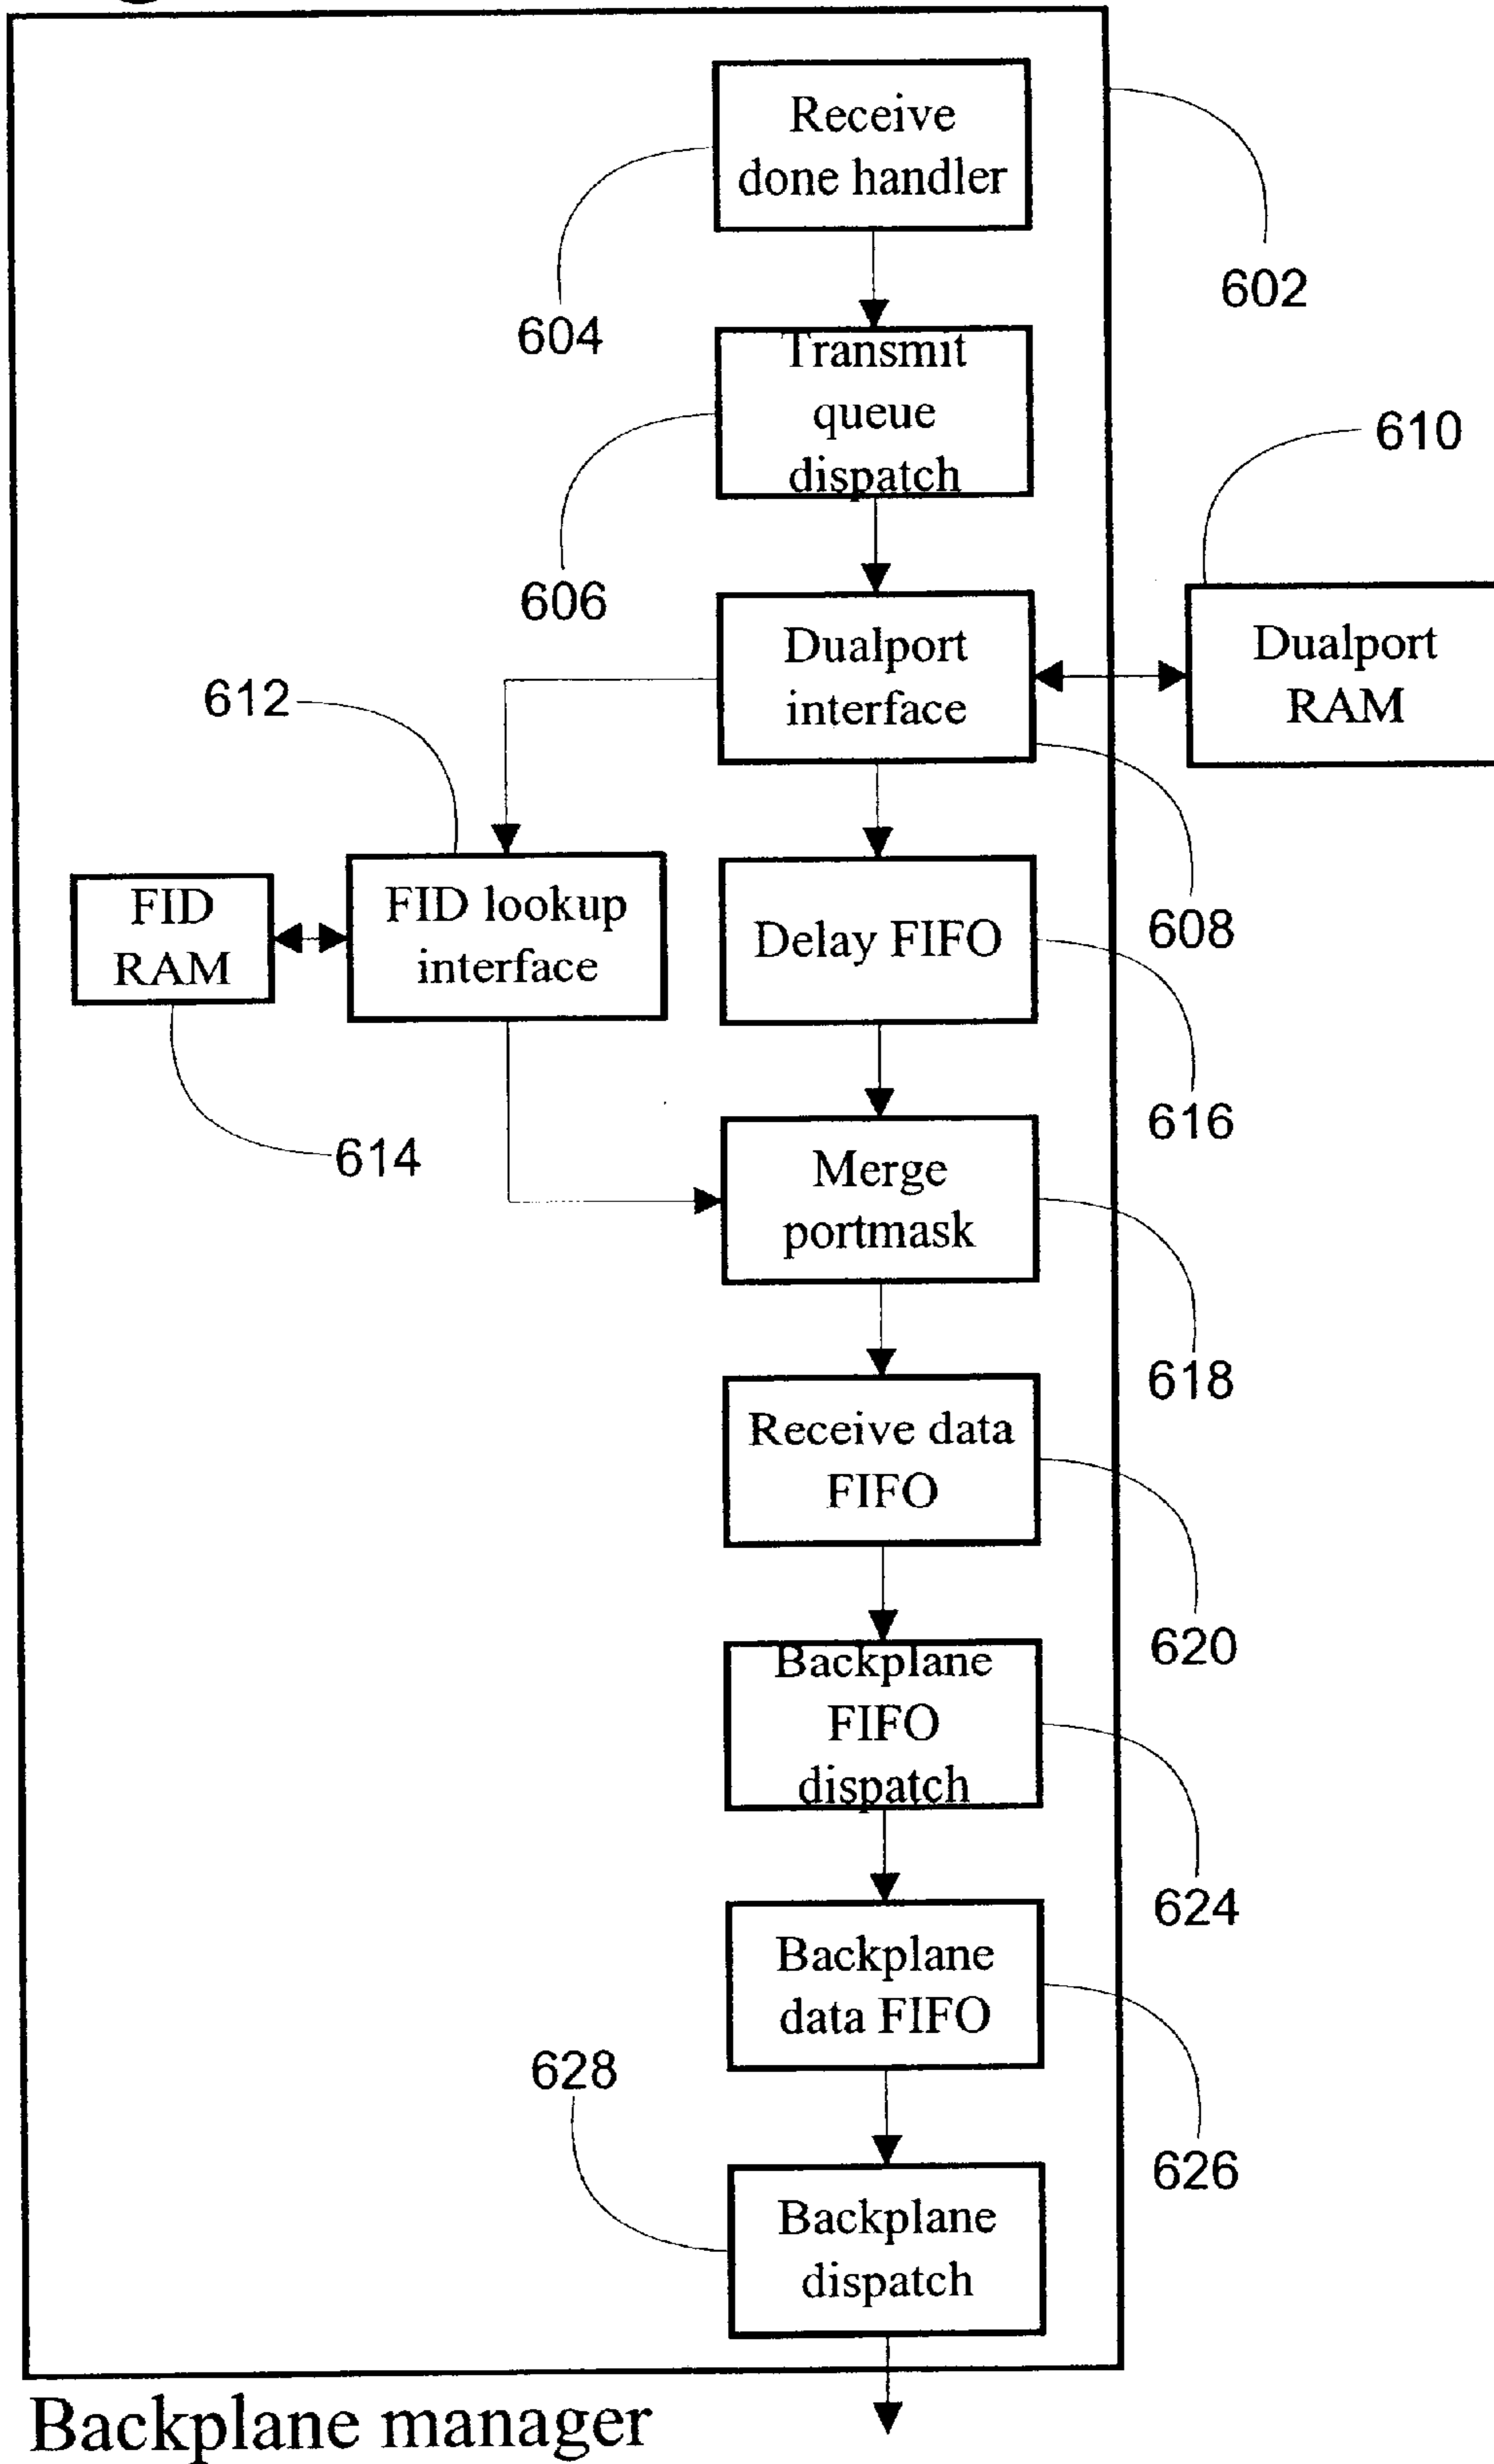 Receive
done handler
602
604
Transmit
queue
dispatch
610
606
Dualport
interface
Dualport
RAM
612
FID
RAM
FID lookup
interface
Delay FIFO
608
616
614
Merge
portmask
618
Receive data
FIFO
620
Backplane
FIFO
dispatch
624
Backplane
data FIFO
628
626
Backplane
dispatch
Backplane manager